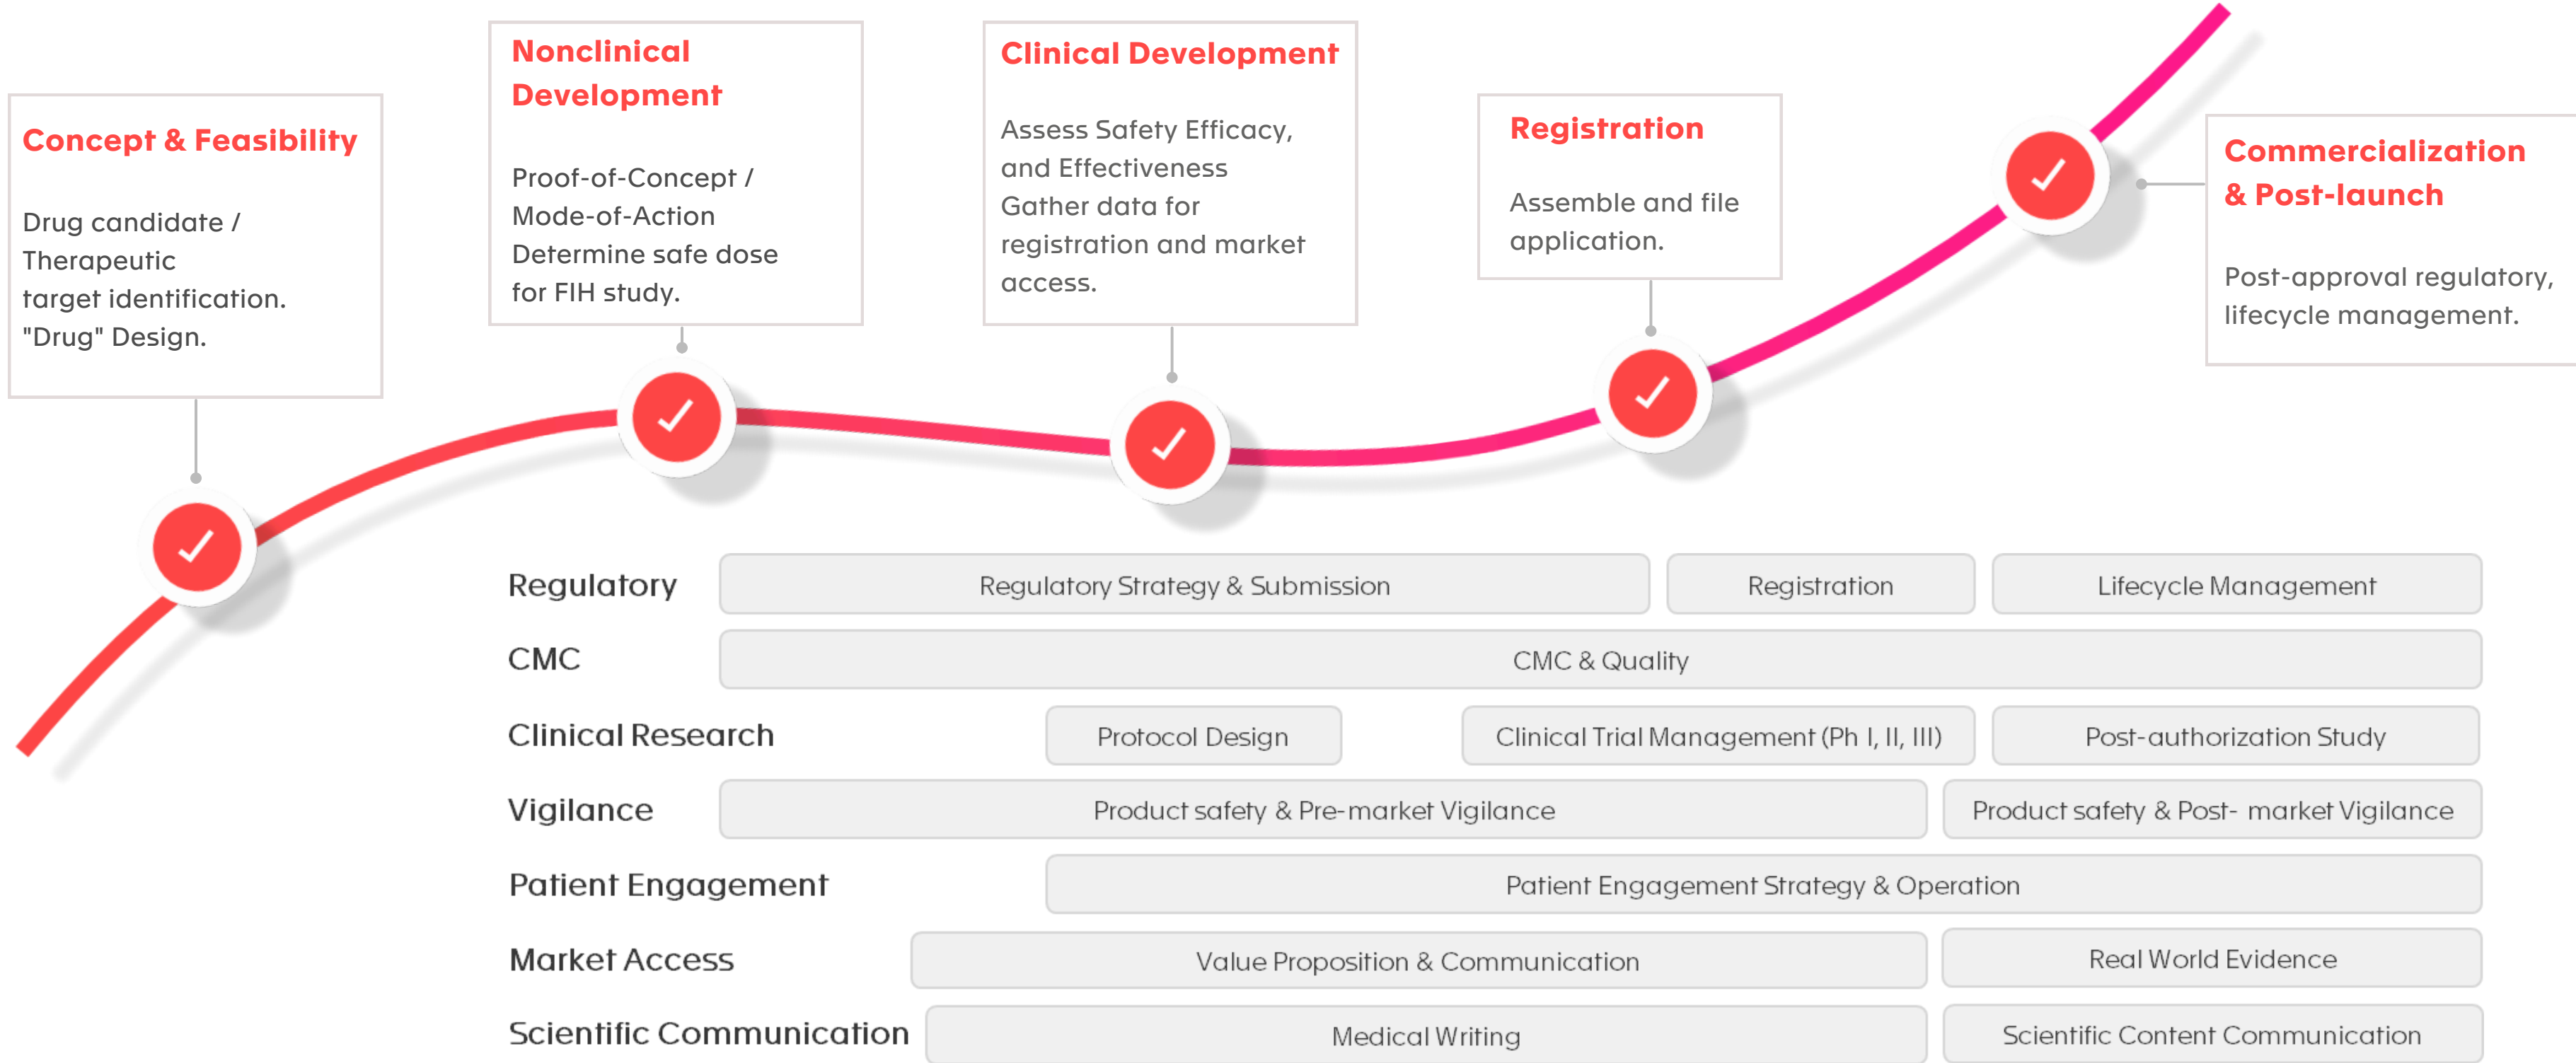 Concept & Feasibility
Drug candidate /
Therapeutic
target identification.
"Drug" Design.
Nonclinical
Development
Proof-of-Concept /
Mode-of-Action
Determine safe dose
for FIH study.
Clinical Development
Assess Safety Efficacy,
and Effectiveness
Gather data for
registration and market
access.
Registration
Assemble and file
application.
Commercialization
& Post-launch
Post-approval regulatory,
lifecycle management.
Regulatory
Regulatory Strategy & Submission
Registration
Lifecycle Management
CMC
CMC & Quality
Clinical Research
Protocol Design
Clinical Trial Management (Ph I, II, III)
Post-authorization Study
Vigilance
Product safety & Pre-market Vigilance
Product safety & Post- market Vigilance
Patient Engagement
Patient Engagement Strategy & Operation
Market Access
Value Proposition & Communication
Real World Evidence
Scientific Communication
Medical Writing
Scientific Content Communication